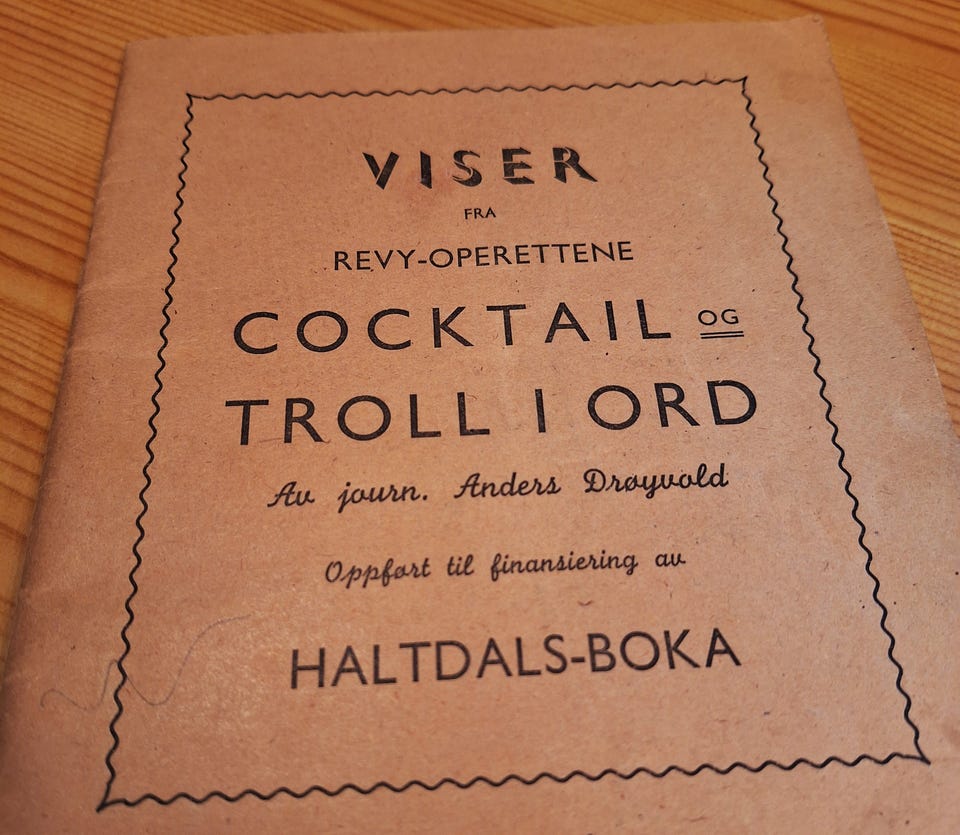 VISER
FRA
REVY-OPERETTENE
COCKTAIL OG
TROLL I ORD
Av journ. Anders Drøyvold
Oppført til finansiering av
HALTDALS-BOKA